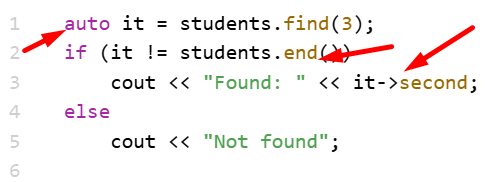 1 auto it = students.find(3);
2 if (it != students.end())
3 cout << "Found: " << it->second;
4 else
5 cout << "Not found";
6